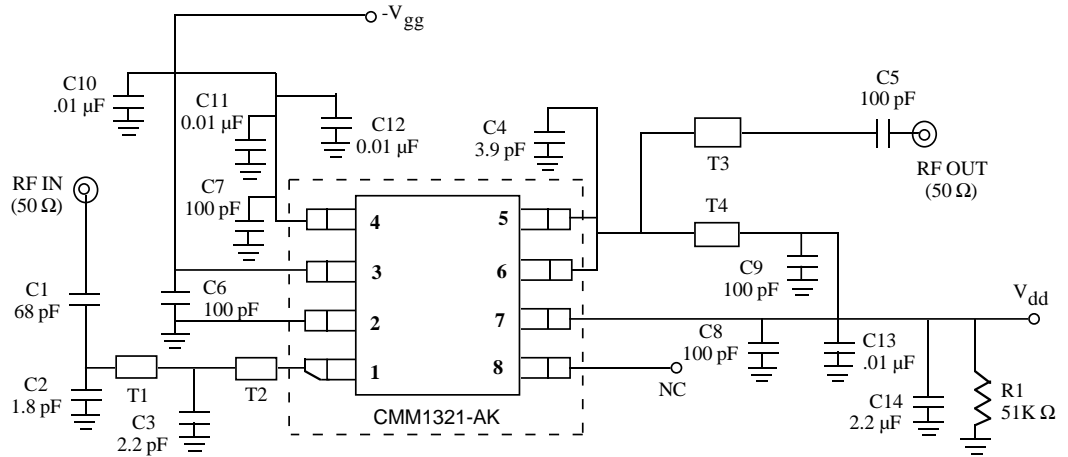 -Vgg
C10
.01 µF
C11
0.01 µF
C12
0.01 µF
C4
3.9 pF
C5
100 pF
T3
RF OUT
(50 Ω)
RF IN
(50 Ω)
C7
100 pF
4
5
T4
3
6
C9
100 pF
C1
68 pF
C6
100 pF
2
7
Vdd
C8
100 pF
C13
.01 µF
1
8
NC
T1
T2
C2
1.8 pF
C3
2.2 pF
CMM1321-AK
C14
2.2 µF
R1
51K Ω